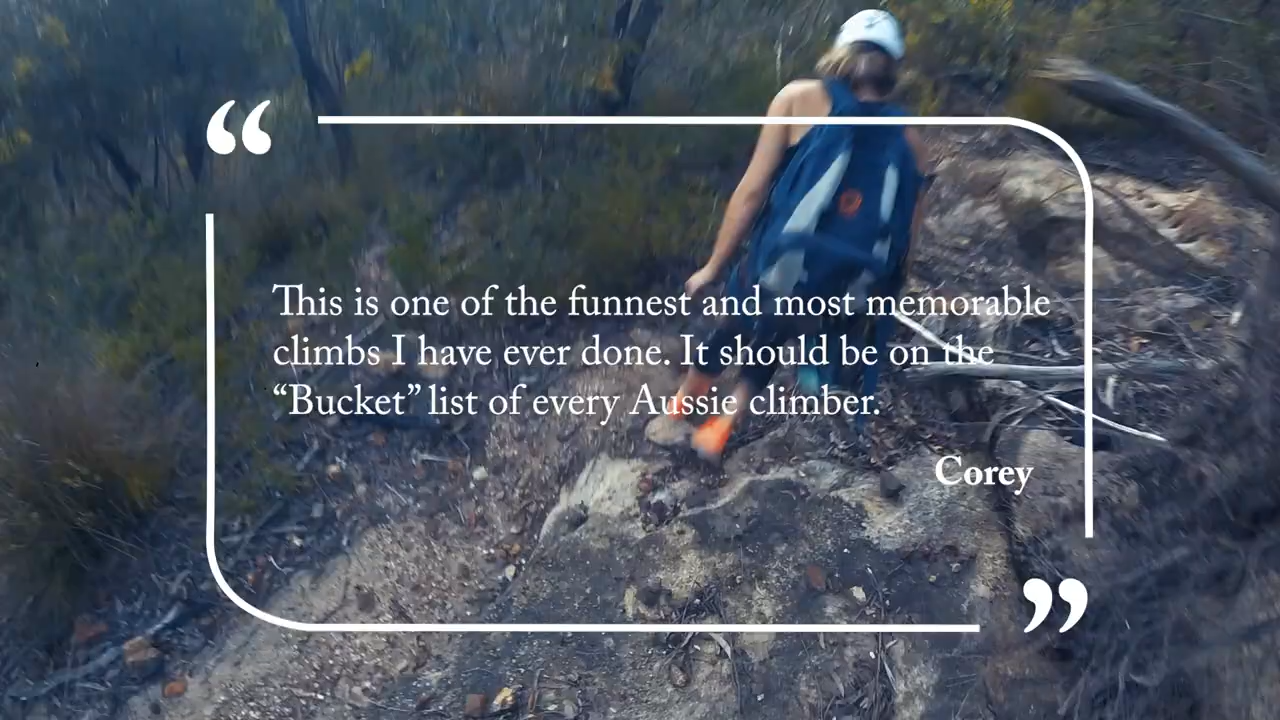 This is one of the funnest and most memorable
climbs I have ever done. It should be on the
“Bucket” list of every Aussie climber.
Corey